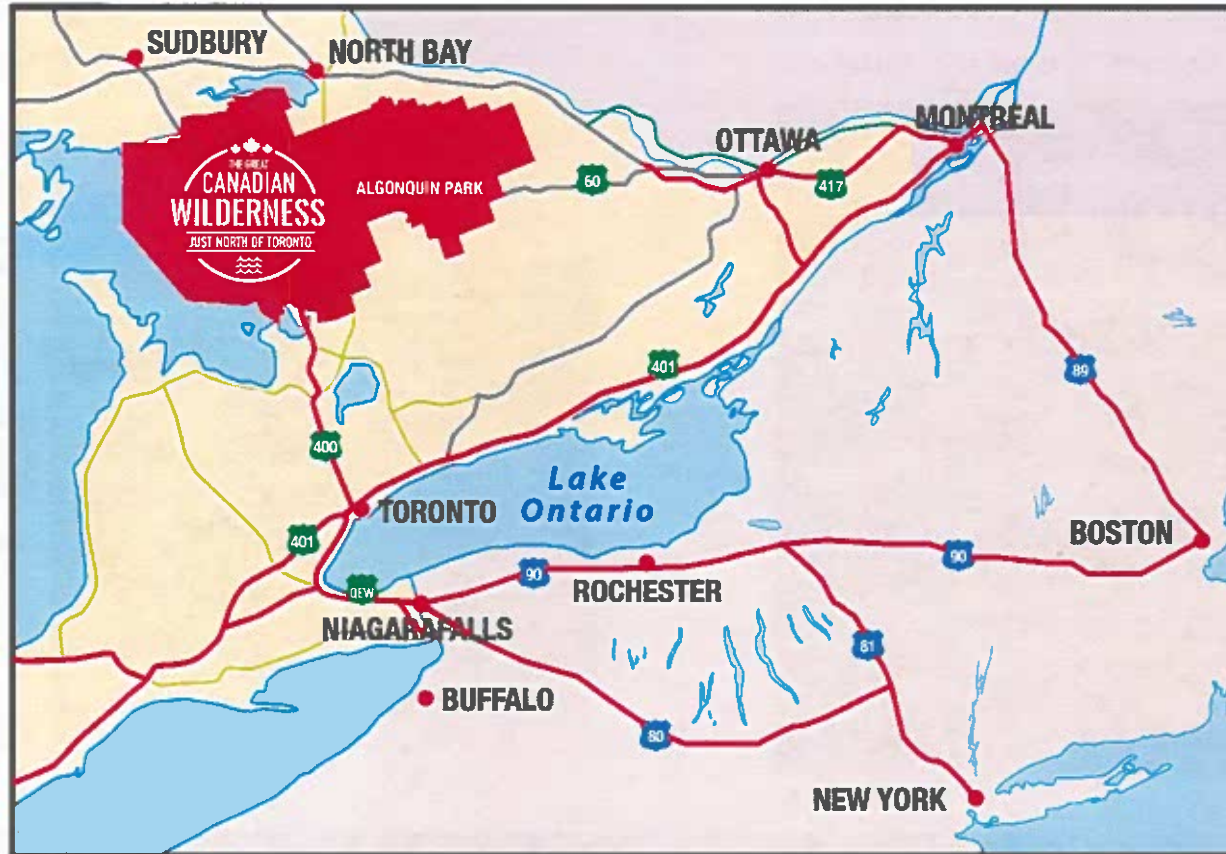 SUDBURY
NORTH BAY
MONTREAL
OTTAWA
THE GREAT
CANADIAN
WILDERNESS
JUST NORTH OF TORONTO
ALGONQUIN PARK
60
417
401
89
400
Lake
Ontario
TORONTO
401
BOSTON
90
90
ROCHESTER
QEW
NIAGARAFALLS
81
BUFFALO
80
NEW YORK